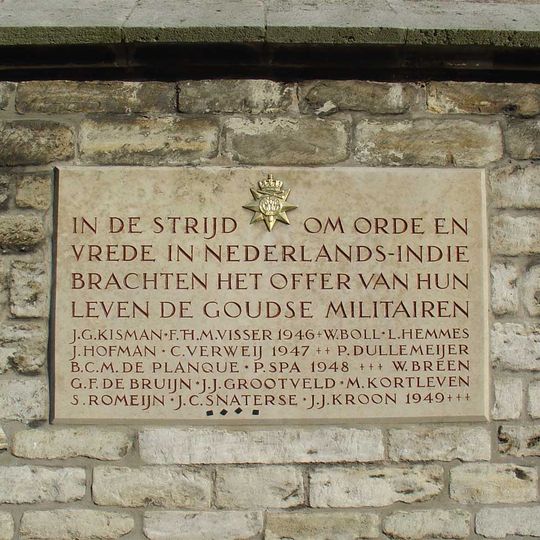 IN DE STRIJD OM ORDE EN
VREDE IN NEDERLANDS-INDIE
BRACHTEN HET OFFER VAN HUN
LEVEN DE GOUDSE MILITAIREN
J.G.KISMAN·F.TH.M.VISSER 1946+W.BOLL·L.HEMMES
J.HOFMAN·C.VERWEIJ 1947 ++ P.DULLEMEIJER
B.C.M.DE PLANQUE·P.SPA 1948 +++ W.BREEN
G.F.DE BRUIJN·J.J.GROOTVELD·M.KORTLEVEN
S.ROMEIJN·J.C.SNATERSE·J.J.KROON 1949+++